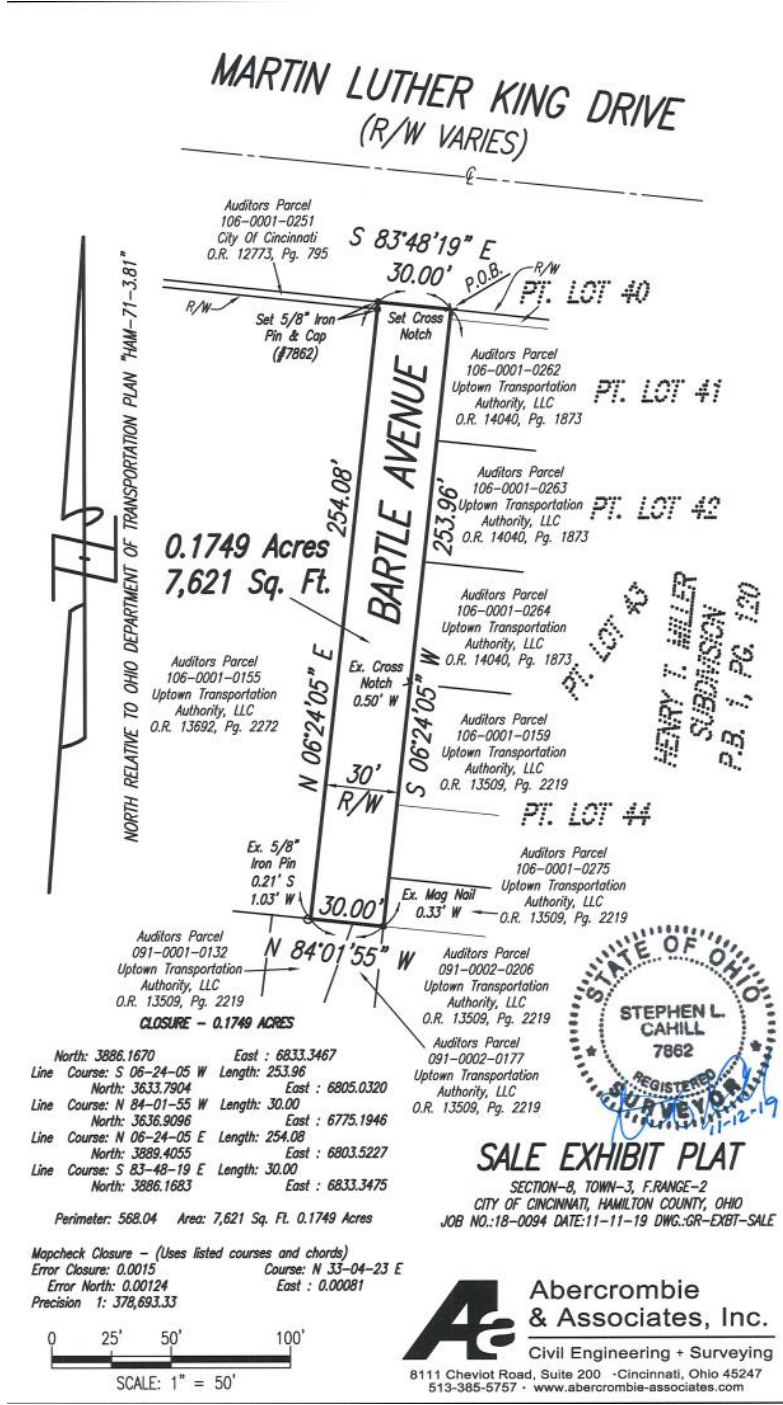 MARTIN LUTHER KING DRIVE
(R/W VARIES)
Auditors Parcel
106-0001-0251
City Of Cincinnati
O.R. 12773, Pg. 795
S 83°48'19" E
30.00'
P.O.B.
R/W
PT. LOT 40
R/W
Set 5/8" Iron
Pin & Cap
(#7862)
Set Cross
Notch
NORTH RELATIVE TO OHIO DEPARTMENT OF TRANSPORTATION PLAN "HAM-71-3.81"
Auditors Parcel
106-0001-0262
Uptown Transportation
Authority, LLC
O.R. 14040, Pg. 1873
PT. LOT 41
BARTLE AVENUE
254.08'
253.96'
Auditors Parcel
106-0001-0263
Uptown Transportation
Authority, LLC
O.R. 14040, Pg. 1873
PT. LOT 42
0.1749 Acres
7,621 Sq. Ft.
Auditors Parcel
106-0001-0264
Uptown Transportation
Authority, LLC
O.R. 14040, Pg. 1873
PT. LOT 43
HENRY T. MILLER
SUBDIVISION
P.B. 1, PG. 120
Auditors Parcel
106-0001-0155
Uptown Transportation
Authority, LLC
O.R. 13692, Pg. 2272
Ex. Cross
Notch
0.50' W
N 06°24'05" E
S 06°24'05" W
Auditors Parcel
106-0001-0159
Uptown Transportation
Authority, LLC
O.R. 13509, Pg. 2219
30'
R/W
PT. LOT 44
Ex. 5/8"
Iron Pin
0.21' S
1.03' W
30.00'
Ex. Mag Nail
0.33' W
Auditors Parcel
106-0001-0275
Uptown Transportation
Authority, LLC
O.R. 13509, Pg. 2219
N 84°01'55" W
Auditors Parcel
091-0001-0132
Uptown Transportation
Authority, LLC
O.R. 13509, Pg. 2219
Auditors Parcel
091-0002-0206
Uptown Transportation
Authority, LLC
O.R. 13509, Pg. 2219
Auditors Parcel
091-0002-0177
Uptown Transportation
Authority, LLC
O.R. 13509, Pg. 2219
STATE OF OHIO
STEPHEN L.
CAHILL
7862
REGISTERED
SURVEYOR
11-12-19
CLOSURE - 0.1749 ACRES
North: 3886.1670 East : 6833.3467
Line Course: S 06-24-05 W Length: 253.96
North: 3633.7904 East : 6805.0320
Line Course: N 84-01-55 W Length: 30.00
North: 3636.9096 East : 6775.1946
Line Course: N 06-24-05 E Length: 254.08
North: 3889.4055 East : 6803.5227
Line Course: S 83-48-19 E Length: 30.00
North: 3886.1683 East : 6833.3475
Perimeter: 568.04 Area: 7,621 Sq. Ft. 0.1749 Acres
Mapcheck Closure - (Uses listed courses and chords)
Error Closure: 0.0015 Course: N 33-04-23 E
Error North: 0.00124 East : 0.00081
Precision 1: 378,693.33
SALE EXHIBIT PLAT
SECTION-8, TOWN-3, F.RANGE-2
CITY OF CINCINNATI, HAMILTON COUNTY, OHIO
JOB NO.:18-0094 DATE:11-11-19 DWG.:GR-EXBT-SALE
0 25' 50' 100'
SCALE: 1" = 50'
Aa
Abercrombie
& Associates, Inc.
Civil Engineering + Surveying
8111 Cheviot Road, Suite 200 · Cincinnati, Ohio 45247
513-385-5757 · www.abercrombie-associates.com